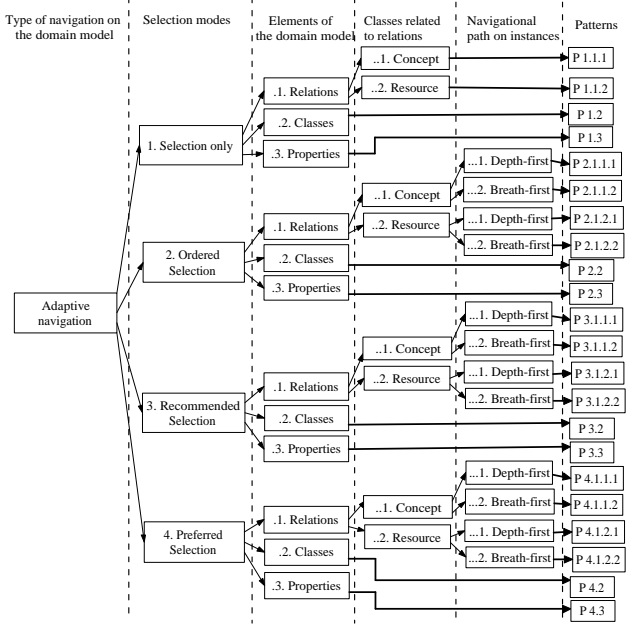 Type of navigation on
the domain model
Selection modes
Elements of
the domain model
Classes related
to relations
Navigational
path on instances
Patterns
Adaptive
navigation
1. Selection only
.1. Relations
..1. Concept
P 1.1.1
..2. Resource
P 1.1.2
.2. Classes
P 1.2
.3. Properties
P 1.3
2. Ordered
Selection
.1. Relations
..1. Concept
...1. Depth-first
P 2.1.1.1
...2. Breath-first
P 2.1.1.2
..2. Resource
...1. Depth-first
P 2.1.2.1
...2. Breath-first
P 2.1.2.2
.2. Classes
P 2.2
.3. Properties
P 2.3
3. Recommended
Selection
.1. Relations
..1. Concept
...1. Depth-first
P 3.1.1.1
...2. Breath-first
P 3.1.1.2
..2. Resource
...1. Depth-first
P 3.1.2.1
...2. Breath-first
P 3.1.2.2
.2. Classes
P 3.2
.3. Properties
P 3.3
4. Preferred
Selection
.1. Relations
..1. Concept
...1. Depth-first
P 4.1.1.1
...2. Breath-first
P 4.1.1.2
..2. Resource
...1. Depth-first
P 4.1.2.1
...2. Breath-first
P 4.1.2.2
.2. Classes
P 4.2
.3. Properties
P 4.3